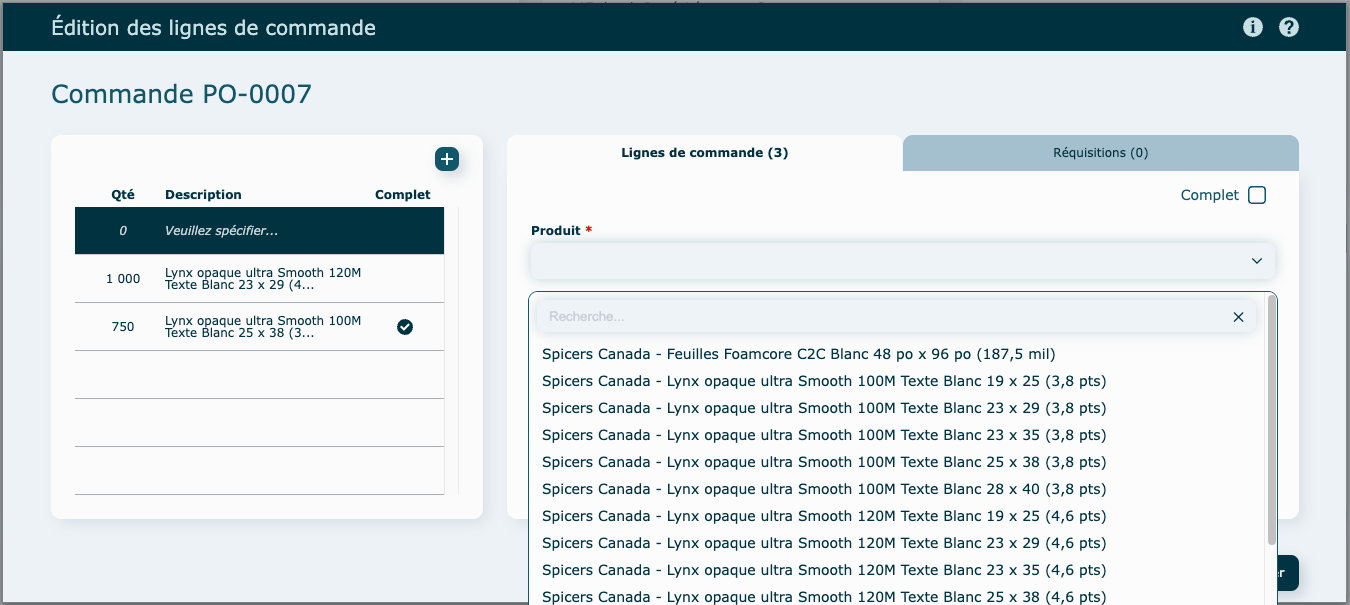 Édition des lignes de commande
Commande PO-0007
Qté Description Complet
0 Veuillez spécifier...
1 000 Lynx opaque ultra Smooth 120M
Texte Blanc 23 x 29 (4...
750 Lynx opaque ultra Smooth 100M
Texte Blanc 25 x 38 (3...
Lignes de commande (3)
Réquisitions (0)
Complet
Produit *
Recherche...
Spicers Canada - Feuilles Foamcore C2C Blanc 48 po x 96 po (187,5 mil)
Spicers Canada - Lynx opaque ultra Smooth 100M Texte Blanc 19 x 25 (3,8 pts)
Spicers Canada - Lynx opaque ultra Smooth 100M Texte Blanc 23 x 29 (3,8 pts)
Spicers Canada - Lynx opaque ultra Smooth 100M Texte Blanc 23 x 35 (3,8 pts)
Spicers Canada - Lynx opaque ultra Smooth 100M Texte Blanc 25 x 38 (3,8 pts)
Spicers Canada - Lynx opaque ultra Smooth 100M Texte Blanc 28 x 40 (3,8 pts)
Spicers Canada - Lynx opaque ultra Smooth 120M Texte Blanc 19 x 25 (4,6 pts)
Spicers Canada - Lynx opaque ultra Smooth 120M Texte Blanc 23 x 29 (4,6 pts)
Spicers Canada - Lynx opaque ultra Smooth 120M Texte Blanc 23 x 35 (4,6 pts)
Spicers Canada - Lynx opaque ultra Smooth 120M Texte Blanc 25 x 38 (4,6 pts)